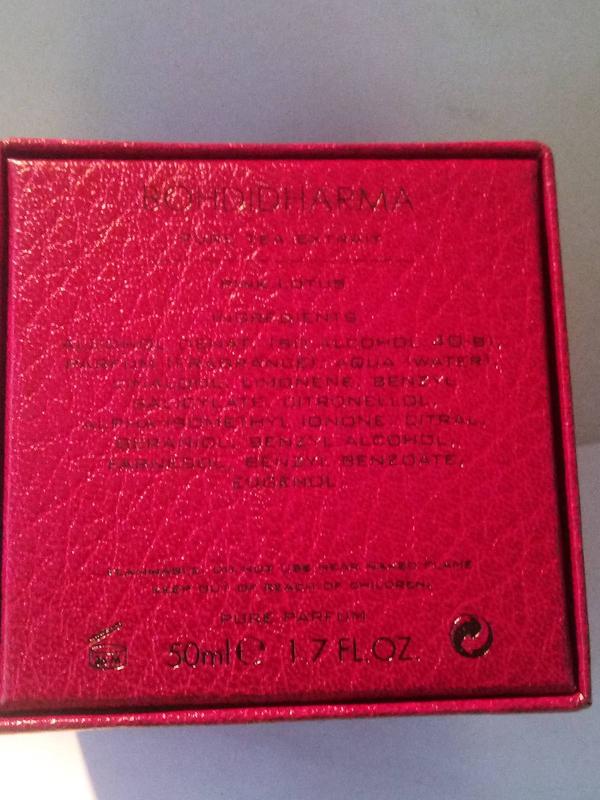 BOHDIDHARMA
PURE TEA EXTRAIT
PINK LOTUS
INGREDIENTS
ALCOHOL DENAT. (SD ALCOHOL 40-B),
PARFUM (FRAGRANCE), AQUA (WATER),
LINALOOL, LIMONENE, BENZYL
SALICYLATE, CITRONELLOL,
ALPHA-ISOMETHYL IONONE, CITRAL,
GERANIOL, BENZYL ALCOHOL,
FARNESOL, BENZYL BENZOATE,
EUGENOL
FLAMMABLE. DO NOT USE NEAR NAKED FLAME
KEEP OUT OF REACH OF CHILDREN.
PURE PARFUM
50ml e 1.7 FL.OZ.